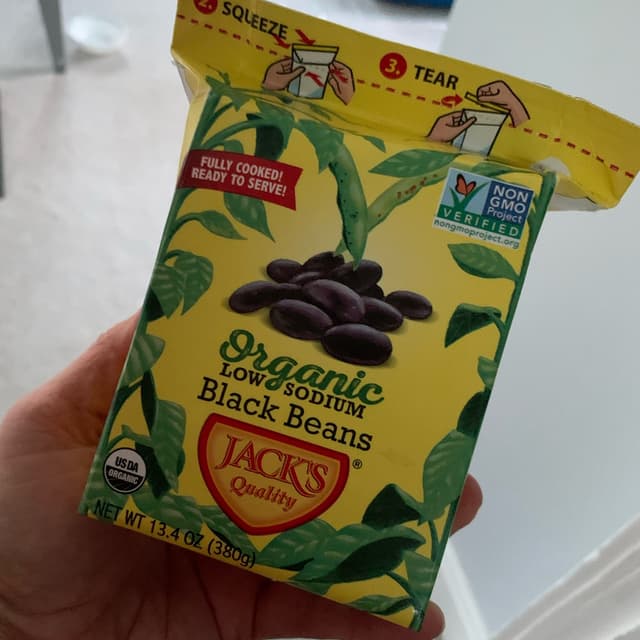 2. SQUEEZE
3. TEAR
FULLY COOKED!
READY TO SERVE!
NON
GMO
Project
VERIFIED
nongmoproject.org
Organic
LOW SODIUM
Black Beans
JACK'S ®
Quality
USDA
ORGANIC
NET WT 13.4 OZ (380g)